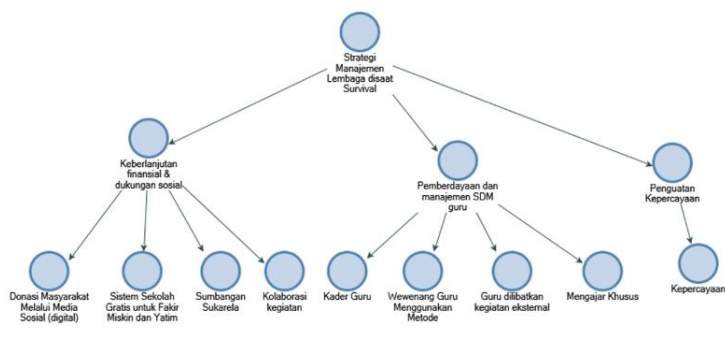 Strategi
Manajemen
Lembaga disaat
Survival
Keberlanjutan
finansial &
dukungan sosial
Pemberdayaan dan
manajemen SDM
guru
Penguatan
Kepercayaan
Donasi Masyarakat
Melalui Media
Sosial (digital)
Sistem Sekolah
Gratis untuk Fakir
Miskin dan Yatim
Sumbangan
Sukarela
Kolaborasi
kegiatan
Kader Guru
Wewenang Guru
Menggunakan
Metode
Guru dilibatkan
kegiatan eksternal
Mengajar Khusus
Kepercayaan